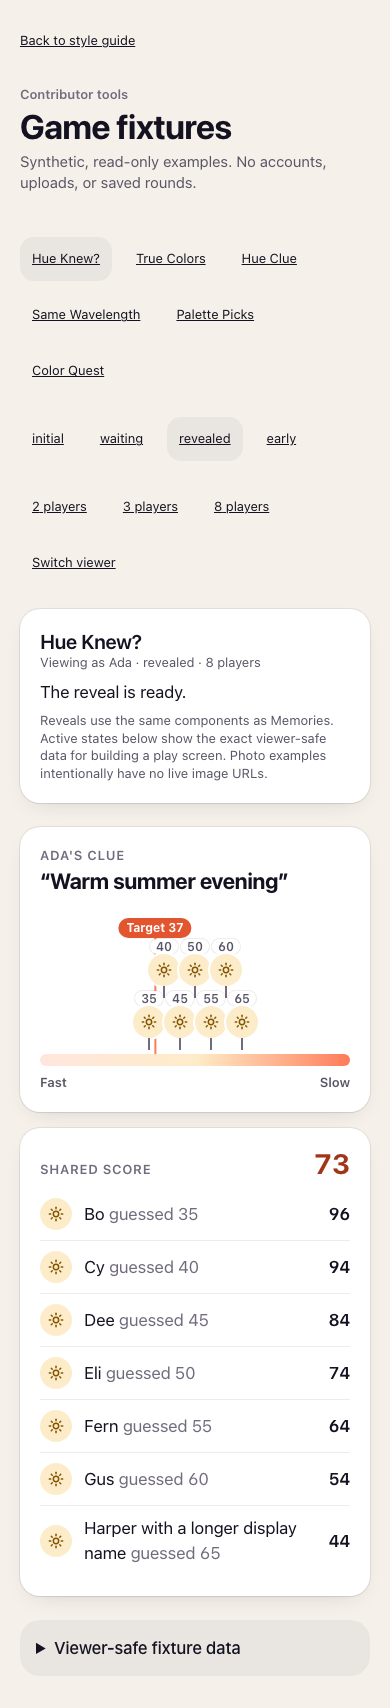 Back to style guide
Contributor tools
Game fixtures
Synthetic, read-only examples. No accounts,
uploads, or saved rounds.
Hue Knew? True Colors Hue Clue
Same Wavelength Palette Picks
Color Quest
initial waiting revealed early
2 players 3 players 8 players
Switch viewer
Hue Knew?
Viewing as Ada · revealed · 8 players
The reveal is ready.
Reveals use the same components as Memories.
Active states below show the exact viewer-safe
data for building a play screen. Photo examples
intentionally have no live image URLs.
ADA'S CLUE
“Warm summer evening”
Target 37
40 50 60
35 45 55 65
Fast Slow
SHARED SCORE 73
Bo guessed 35 96
Cy guessed 40 94
Dee guessed 45 84
Eli guessed 50 74
Fern guessed 55 64
Gus guessed 60 54
Harper with a longer display
name guessed 65 44
Viewer-safe fixture data